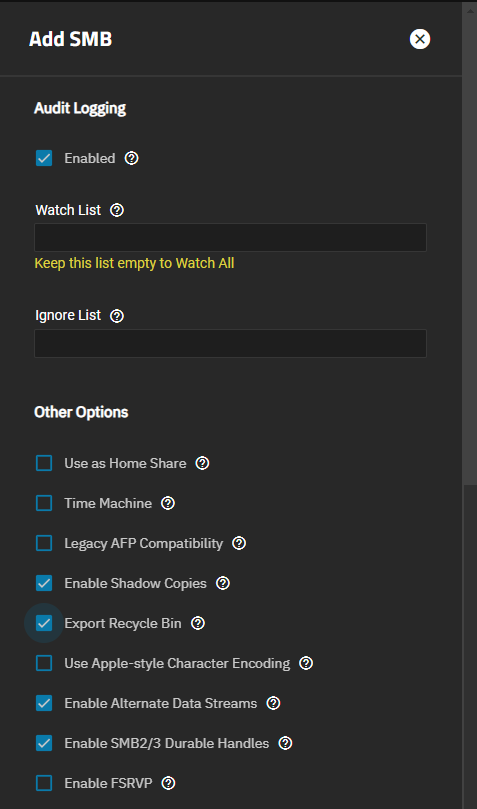 Add SMB
Audit Logging
Enabled
Watch List
Keep this list empty to Watch All
Ignore List
Other Options
Use as Home Share
Time Machine
Legacy AFP Compatibility
Enable Shadow Copies
Export Recycle Bin
Use Apple-style Character Encoding
Enable Alternate Data Streams
Enable SMB2/3 Durable Handles
Enable FSRVP